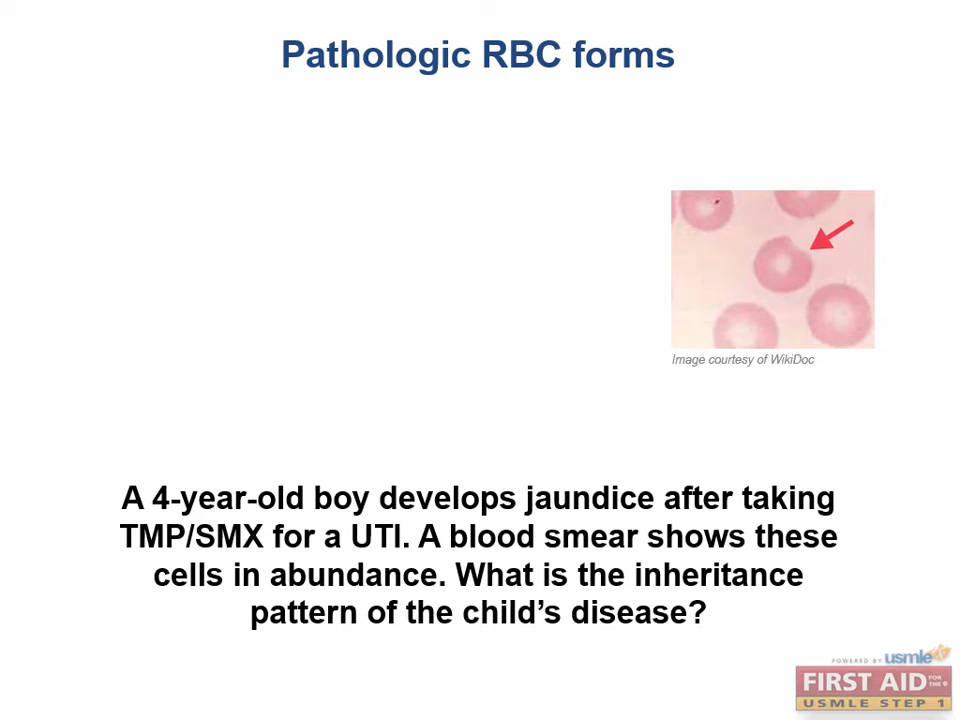 Pathologic RBC forms
Image courtesy of WikiDoc
A 4-year-old boy develops jaundice after taking
TMP/SMX for a UTI. A blood smear shows these
cells in abundance. What is the inheritance
pattern of the child's disease?
POWERED BY usmle
FIRST AID FOR THE ®
USMLE STEP 1